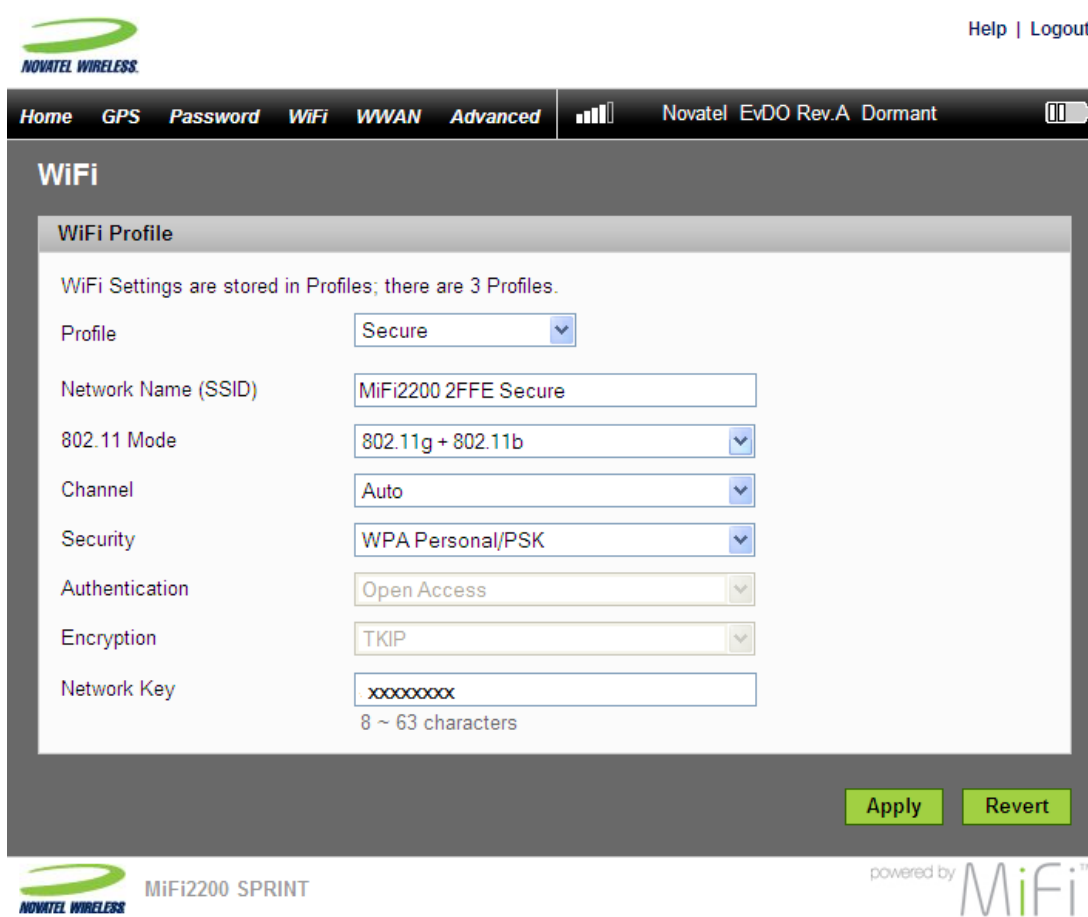 Help | Logout
NOVATEL WIRELESS.
Home GPS Password WiFi WWAN Advanced Novatel EvDO Rev.A Dormant
WiFi
WiFi Profile
WiFi Settings are stored in Profiles; there are 3 Profiles.
Profile Secure
Network Name (SSID) MiFi2200 2FFE Secure
802.11 Mode 802.11g + 802.11b
Channel Auto
Security WPA Personal/PSK
Authentication Open Access
Encryption TKIP
Network Key xxxxxxxx
8 ~ 63 characters
Apply Revert
NOVATEL WIRELESS MiFi2200 SPRINT powered by MiFi™